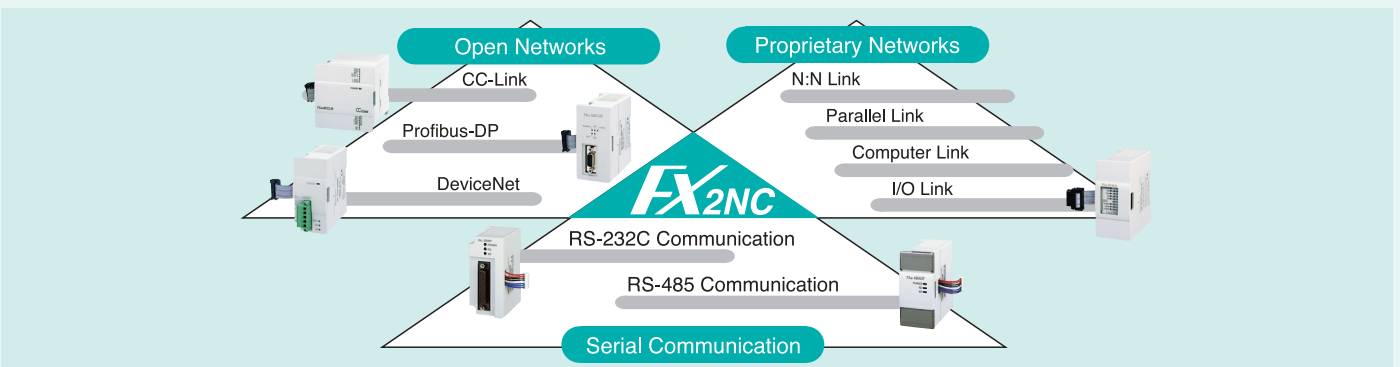 Open Networks
CC-Link
Profibus-DP
DeviceNet
Proprietary Networks
N:N Link
Parallel Link
Computer Link
I/O Link
FX2NC
RS-232C Communication
RS-485 Communication
Serial Communication